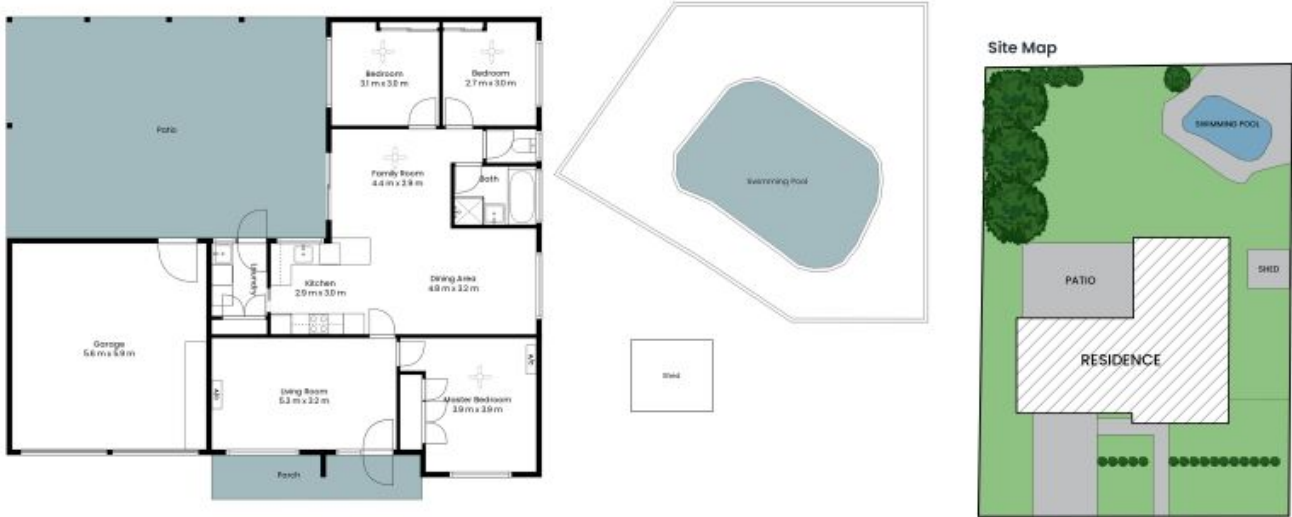 Bedroom
3.1 m x 3.0 m
Bedroom
2.7 m x 3.0 m
Patio
Family Room
4.4 m x 3.9 m
Bath
Laundry
Kitchen
2.9 m x 3.0 m
Dining Area
4.8 m x 3.2 m
Garage
5.6 m x 5.9 m
Living Room
5.3 m x 3.2 m
A/C
Master Bedroom
3.9 m x 3.9 m
A/C
Porch
Swimming Pool
Shed
Site Map
SWIMMING POOL
PATIO
SHED
RESIDENCE